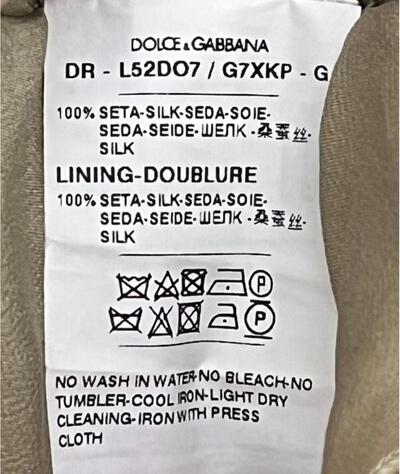 DOLCE & GABBANA
DR - L52DO7 / G7XKP - G
100% SETA-SILK-SEDA-SOIE-
SEDA-SEIDE-ШЕЛК-桑蚕丝-
SILK
LINING-DOUBLURE
100% SETA-SILK-SEDA-SOIE-
SEDA-SEIDE-ШЕЛК-桑蚕丝-
SILK
P
P
NO WASH IN WATER-NO BLEACH-NO
TUMBLER-COOL IRON-LIGHT DRY
CLEANING-IRON WITH PRESS
CLOTH